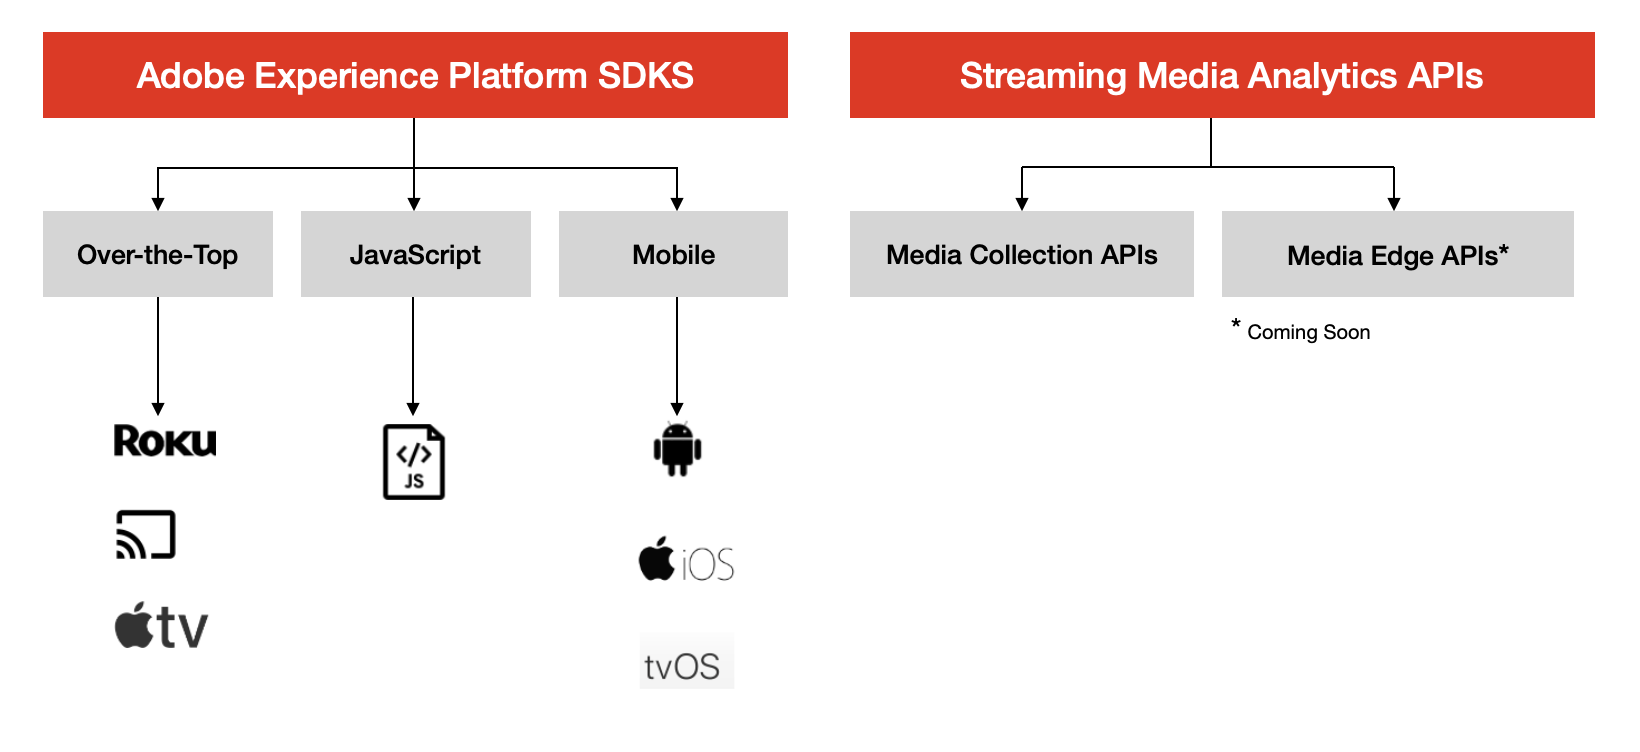 Adobe Experience Platform SDKS
Streaming Media Analytics APIs
Over-the-Top
JavaScript
Mobile
Media Collection APIs
Media Edge APIs*
* Coming Soon
Roku
</>
JS
tv
iOS
tvOS